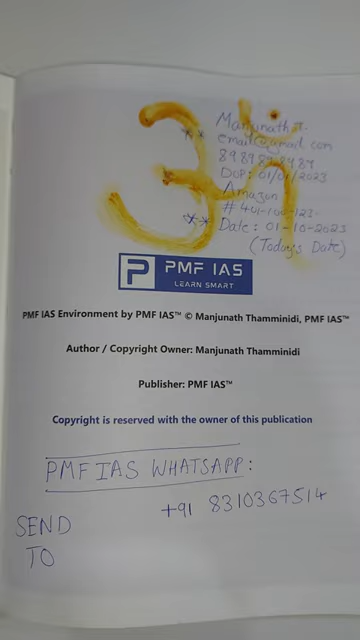 ** Manjunath T.
email@gmail.com
8989898989
DOP: 01/01/2023
Amazon
# 401-100-123-
** Date: 01-10-2023
(Todays Date)
P PMF IAS
LEARN SMART
PMF IAS Environment by PMF IAS™ © Manjunath Thamminidi, PMF IAS™
Author / Copyright Owner: Manjunath Thamminidi
Publisher: PMF IAS™
Copyright is reserved with the owner of this publication
PMF IAS WHATSAPP:
+91 8310367514
SEND
TO